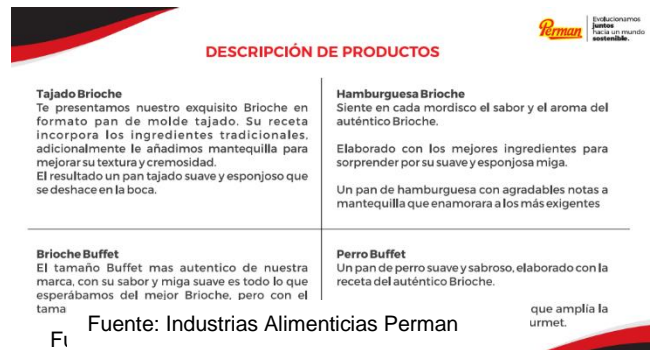 Perman
Evolucionamos
juntos
hacia un mundo
sostenible.
DESCRIPCIÓN DE PRODUCTOS
Tajado Brioche
Te presentamos nuestro exquisito Brioche en
formato pan de molde tajado. Su receta
incorpora los ingredientes tradicionales,
adicionalmente le añadimos mantequilla para
mejorar su textura y cremosidad.
El resultado un pan tajado suave y esponjoso que
se deshace en la boca.
Hamburguesa Brioche
Siente en cada mordisco el sabor y el aroma del
auténtico Brioche.
Elaborado con los mejores ingredientes para
sorprender por su suave y esponjosa miga.
Un pan de hamburguesa con agradables notas a
mantequilla que enamorara a los más exigentes
Brioche Buffet
El tamaño Buffet mas autentico de nuestra
marca, con su sabor y miga suave es todo lo que
esperábamos del mejor Brioche, pero con el
Perro Buffet
Un pan de perro suave y sabroso, elaborado con la
receta del auténtico Brioche.
que amplía la
Fuente: Industrias Alimenticias Perman